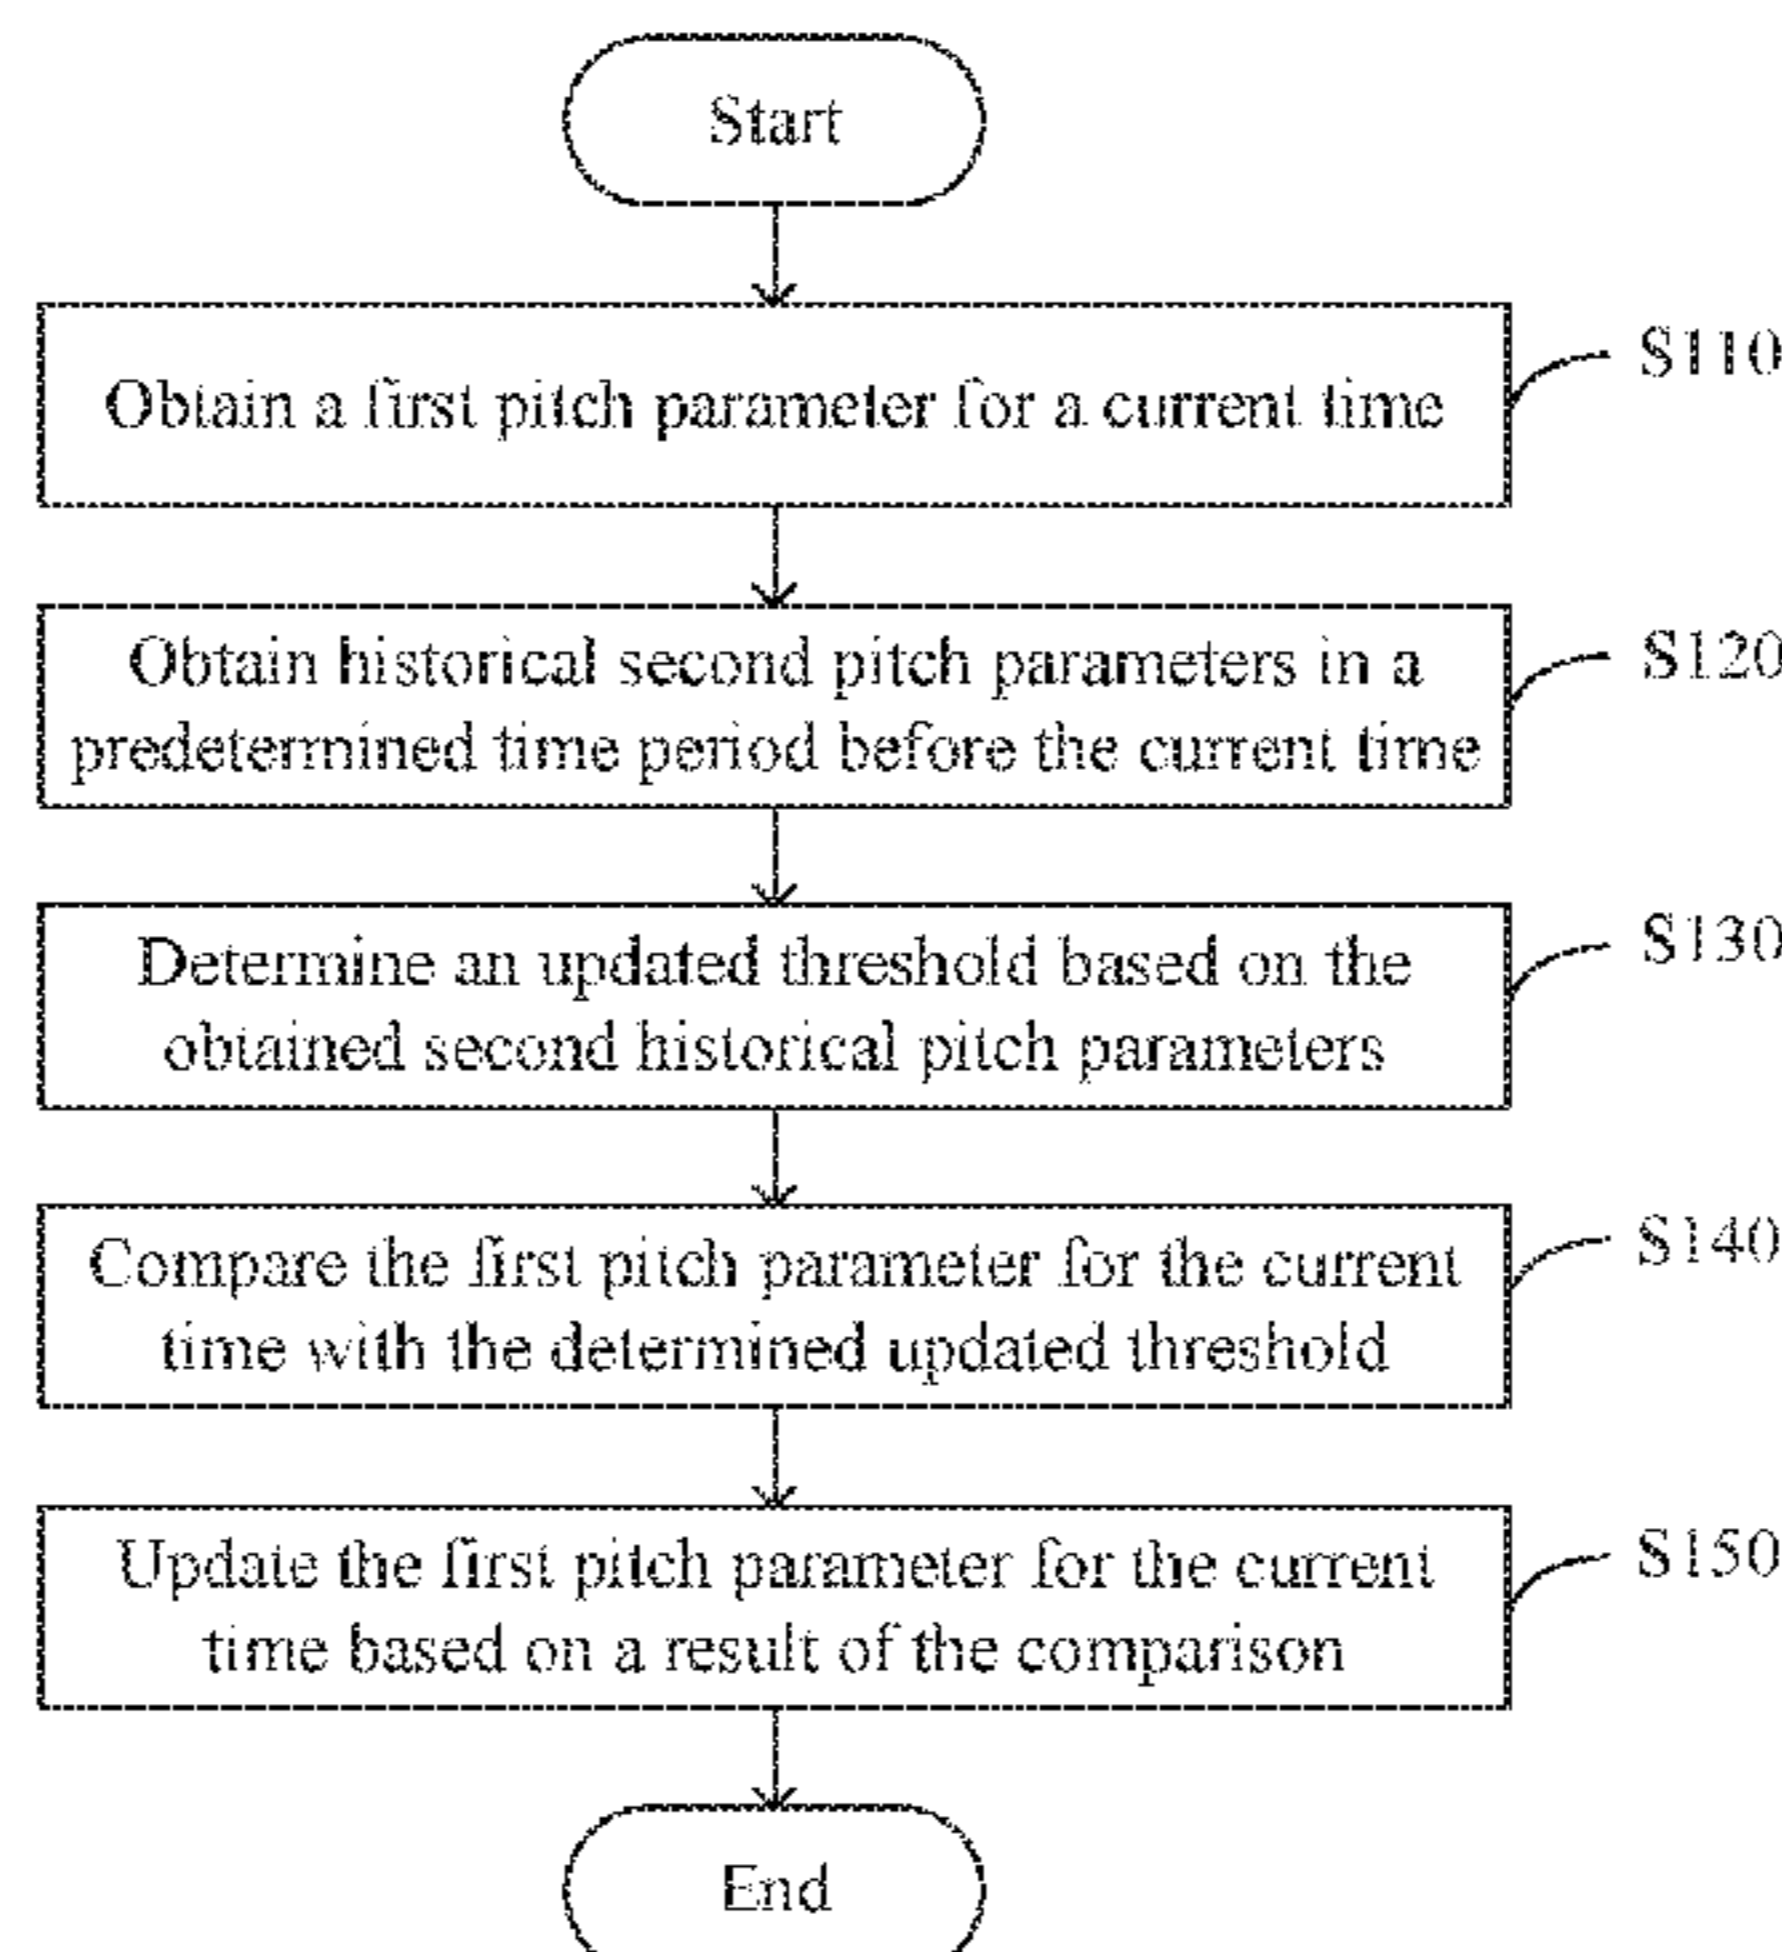 Start
Obtain a first pitch parameter for a current time
S110
Obtain historical second pitch parameters in a
predetermined time period before the current time
S120
Determine an updated threshold based on the
obtained second historical pitch parameters
S130
Compare the first pitch parameter for the current
time with the determined updated threshold
S140
Update the first pitch parameter for the current
time based on a result of the comparison
S150
End